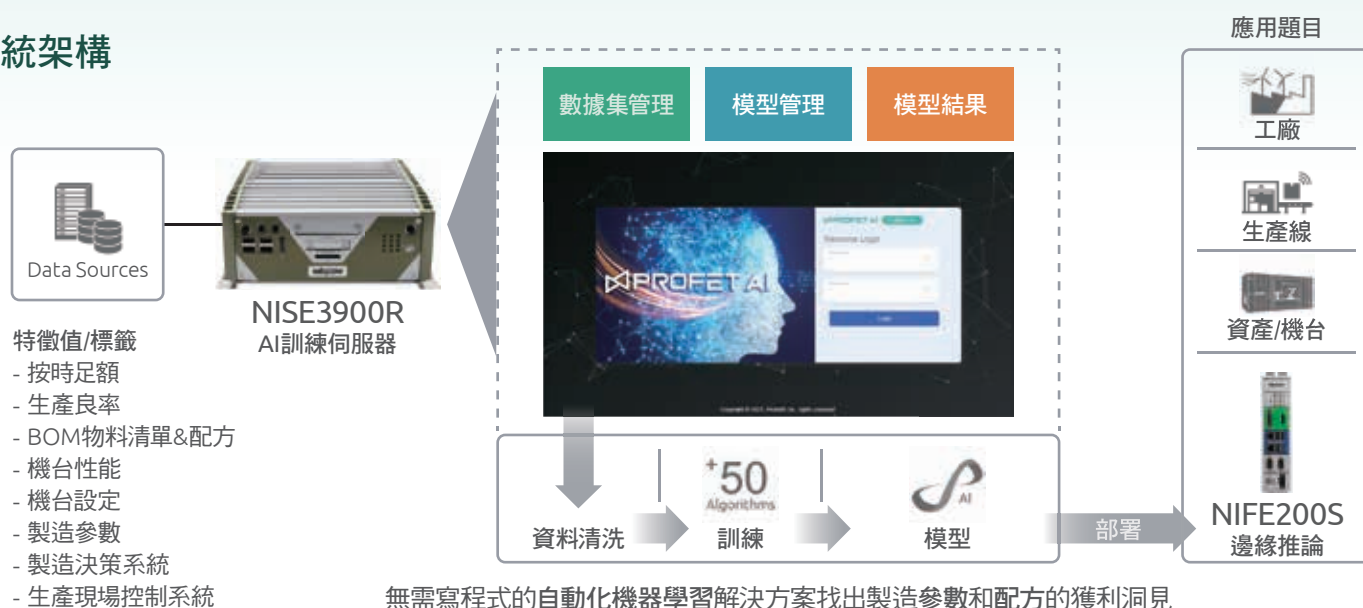 統架構
Data Sources
特徵值/標籤
- 按時足額
- 生產良率
- BOM物料清單&配方
- 機台性能
- 機台設定
- 製造參數
- 製造決策系統
- 生產現場控制系統
NISE3900R
AI訓練伺服器
數據集管理
模型管理
模型結果
PROFET AI
PROFET AI
Welcome Login
資料清洗
+50
Algorithms
訓練
AI
模型
部署
無需寫程式的自動化機器學習解決方案找出製造參數和配方的獲利洞見
應用題目
工廠
生產線
資產/機台
NIFE200S
邊緣推論